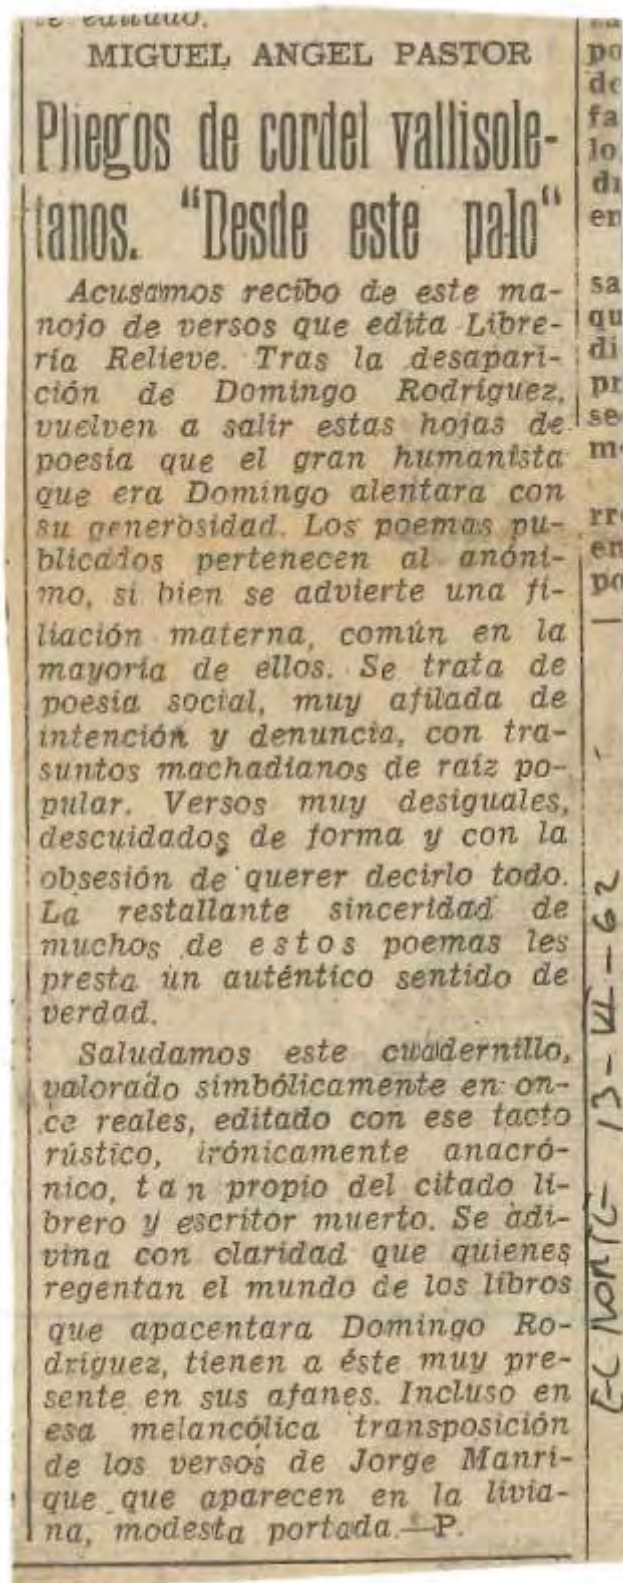 MIGUEL ANGEL PASTOR
Pliegos de cordel vallisole-
tanos. "Desde este palo"
Acusamos recibo de este ma-
nojo de versos que edita Libre-
ría Relieve. Tras la desapari-
ción de Domingo Rodríguez,
vuelven a salir estas hojas de
poesía que el gran humanista
que era Domingo alentara con
su generosidad. Los poemas pu-
blicados pertenecen al anóni-
mo, si bien se advierte una fi-
liación materna, común en la
mayoría de ellos. Se trata de
poesía social, muy afilada de
intención y denuncia, con tra-
suntos machadianos de raíz po-
pular. Versos muy desiguales,
descuidados de forma y con la
obsesión de querer decirlo todo.
La restallante sinceridad de
muchos de estos poemas les
presta un auténtico sentido de
verdad.
Saludamos este cuadernillo,
valorado simbólicamente en on-
ce reales, editado con ese tacto
rústico, irónicamente anacró-
nico, tan propio del citado li-
brero y escritor muerto. Se adi-
vina con claridad que quienes
regentan el mundo de los libros
que apacentara Domingo Ro-
dríguez, tienen a éste muy pre-
sente en sus afanes. Incluso en
esa melancólica transposición
de los versos de Jorge Manri-
que que aparecen en la livia-
na, modesta portada.—P.
EL NORTE 13-VI-62